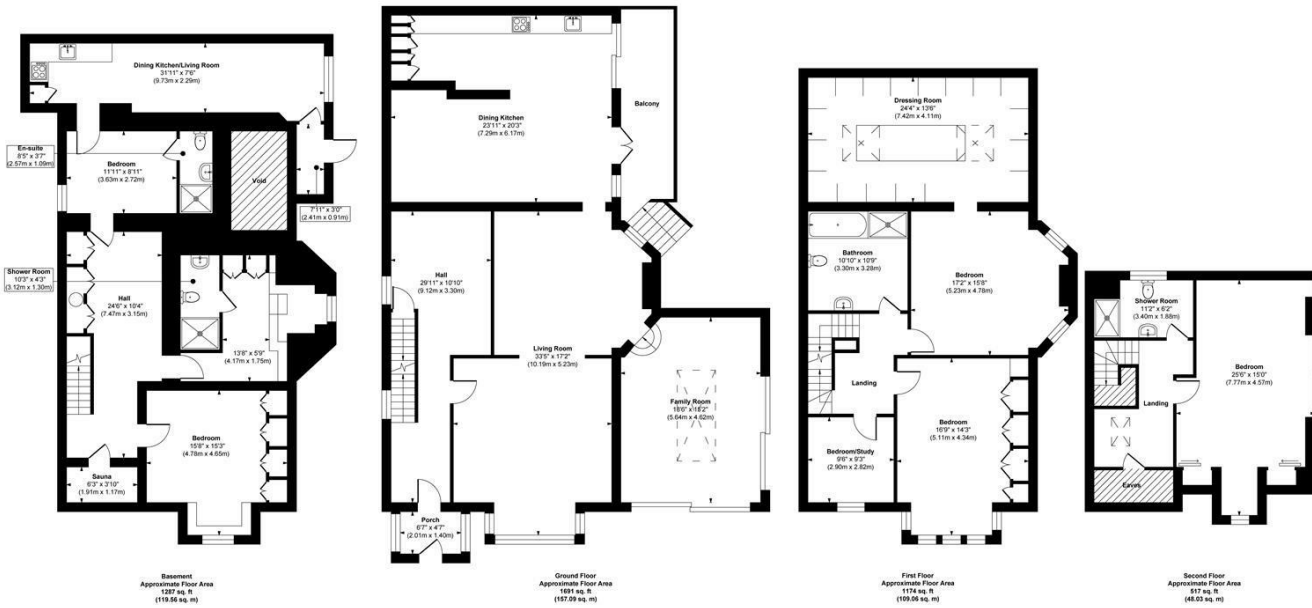 Dining Kitchen/Living Room
31'11" x 7'6"
(9.73m x 2.29m)
En-suite
8'5" x 3'7"
(2.57m x 1.09m)
Bedroom
11'11" x 8'11"
(3.63m x 2.72m)
Void
7'11" x 3'0"
(2.41m x 0.91m)
Shower Room
10'3" x 4'3"
(3.12m x 1.30m)
Hall
24'6" x 10'4"
(7.47m x 3.15m)
13'8" x 5'9"
(4.17m x 1.75m)
Bedroom
15'8" x 15'3"
(4.78m x 4.65m)
Sauna
6'3" x 3'10"
(1.91m x 1.17m)
Basement
Approximate Floor Area
1287 sq. ft
(119.56 sq. m)
Dining Kitchen
23'11" x 20'3"
(7.29m x 6.17m)
Balcony
Hall
29'11" x 10'10"
(9.12m x 3.30m)
Living Room
33'5" x 17'2"
(10.19m x 5.23m)
Family Room
18'6" x 15'2"
(5.64m x 4.62m)
Porch
6'7" x 4'7"
(2.01m x 1.40m)
Ground Floor
Approximate Floor Area
1691 sq. ft
(157.09 sq. m)
Dressing Room
24'4" x 13'6"
(7.42m x 4.11m)
Bathroom
10'10" x 10'9"
(3.30m x 3.28m)
Bedroom
17'2" x 15'8"
(5.23m x 4.78m)
Landing
Bedroom
16'9" x 14'3"
(5.11m x 4.34m)
Bedroom/Study
9'6" x 9'3"
(2.90m x 2.82m)
First Floor
Approximate Floor Area
1174 sq. ft
(109.06 sq. m)
Shower Room
11'2" x 6'2"
(3.40m x 1.88m)
Bedroom
25'6" x 15'0"
(7.77m x 4.57m)
Landing
Eaves
Second Floor
Approximate Floor Area
517 sq. ft
(48.03 sq. m)